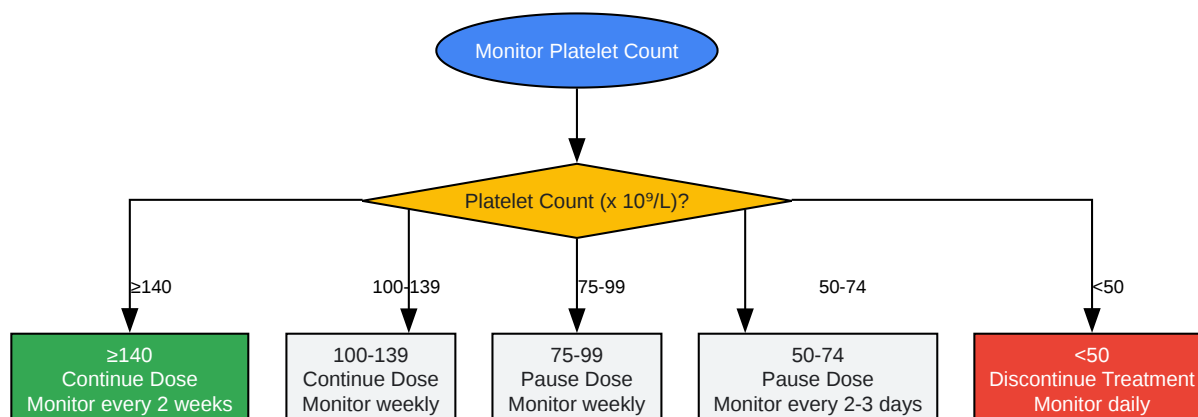 Monitor Platelet Count
Platelet Count (x 10⁹/L)?
≥140
100-139
75-99
50-74
<50
≥140
Continue Dose
Monitor every 2 weeks
100-139
Continue Dose
Monitor weekly
75-99
Pause Dose
Monitor weekly
50-74
Pause Dose
Monitor every 2-3 days
<50
Discontinue Treatment
Monitor daily